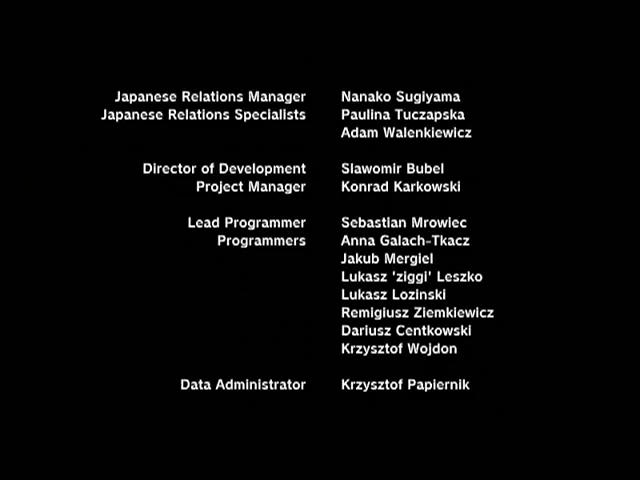 Japanese Relations Manager Nanako Sugiyama
Japanese Relations Specialists Paulina Tuczapska
Adam Walenkiewicz
Director of Development Slawomir Bubel
Project Manager Konrad Karkowski
Lead Programmer Sebastian Mrowiec
Programmers Anna Galach-Tkacz
Jakub Mergiel
Lukasz 'ziggi' Leszko
Lukasz Lozinski
Remigiusz Ziemkiewicz
Dariusz Centkowski
Krzysztof Wojdon
Data Administrator Krzysztof Papiernik